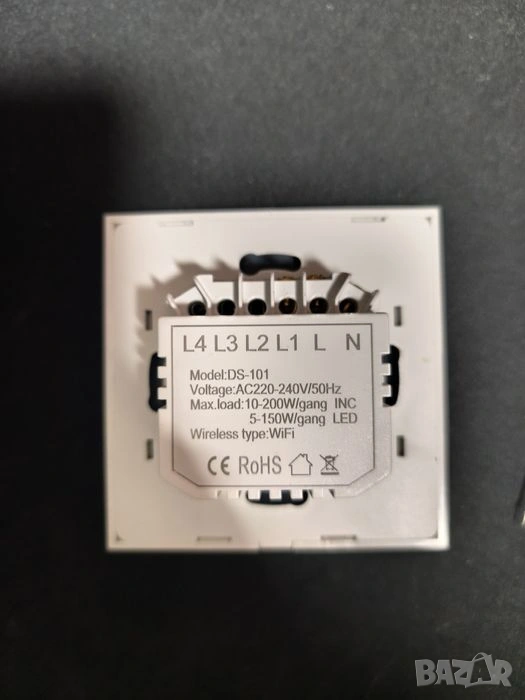 L4 L3 L2 L1 L N
Model:DS-101
Voltage:AC220-240V/50Hz
Max.load:10-200W/gang INC
5-150W/gang LED
Wireless type:WiFi
CE RoHS
BAZAR